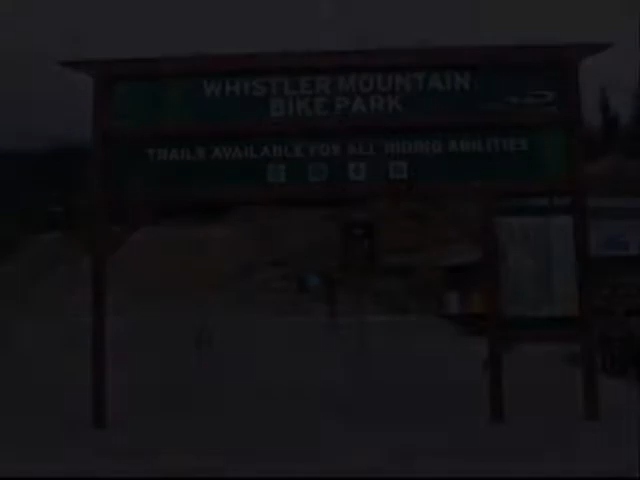 WHISTLER MOUNTAIN
BIKE PARK
TRAILS AVAILABLE FOR ALL RIDING ABILITIES